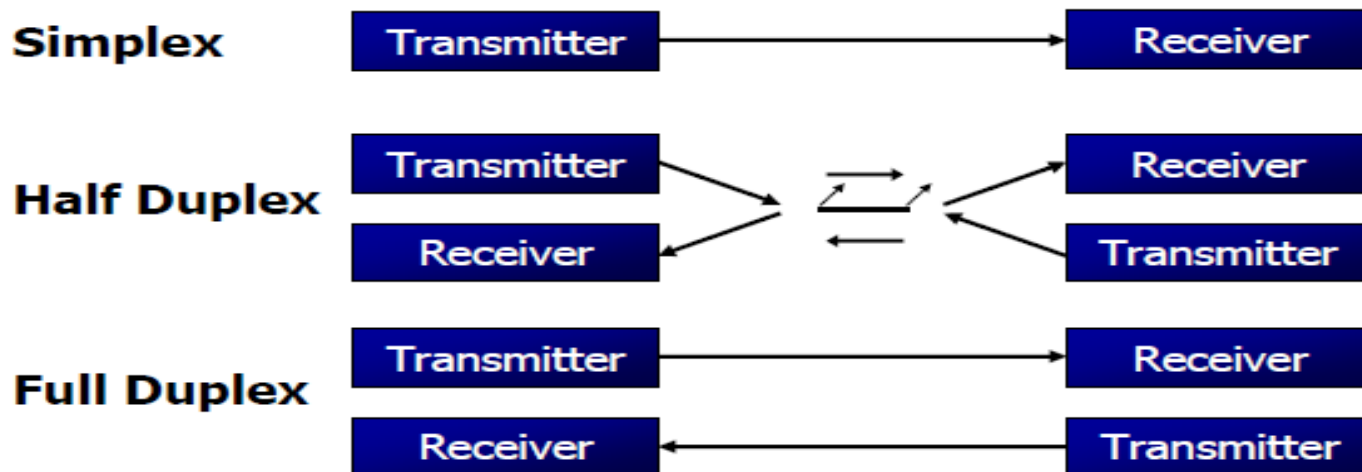 Simplex
Transmitter
Receiver
Half Duplex
Transmitter
Receiver
Receiver
Transmitter
Full Duplex
Transmitter
Receiver
Receiver
Transmitter